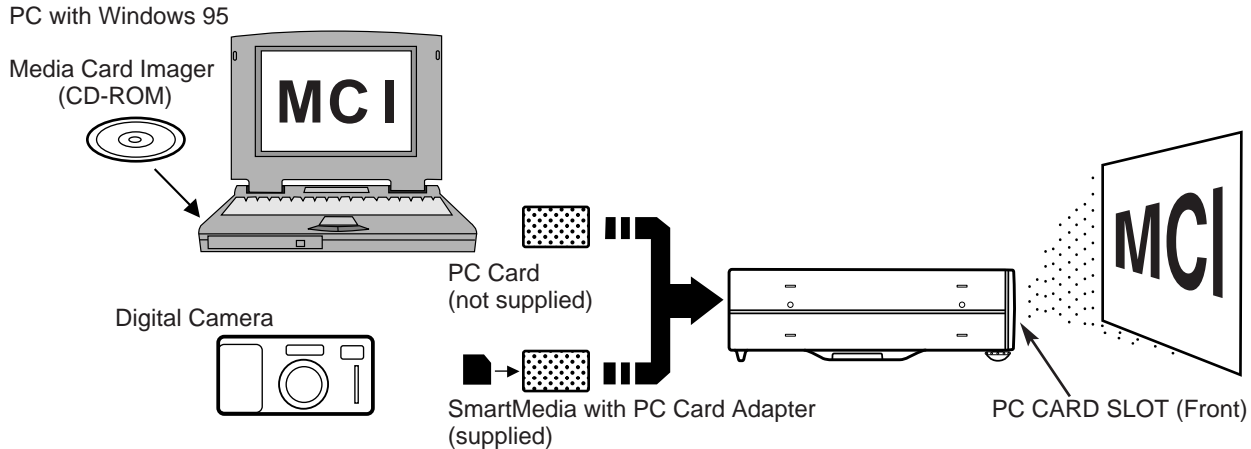 PC with Windows 95
Media Card Imager
(CD-ROM)
MCI
PC Card
(not supplied)
Digital Camera
SmartMedia with PC Card Adapter
(supplied)
MCI
PC CARD SLOT (Front)